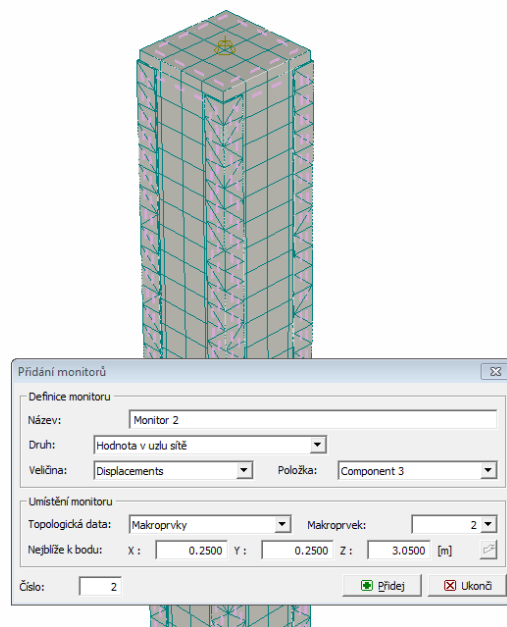 Přidání monitorů
Definice monitoru
Název: Monitor 2
Druh: Hodnota v uzlu sítě
Veličina: Displacements Položka: Component 3
Umístění monitoru
Topologická data: Makroprvky Makroprvek: 2
Nejblíže k bodu: X : 0.2500 Y : 0.2500 Z : 3.0500 [m]
Číslo: 2 Přidej Ukonči